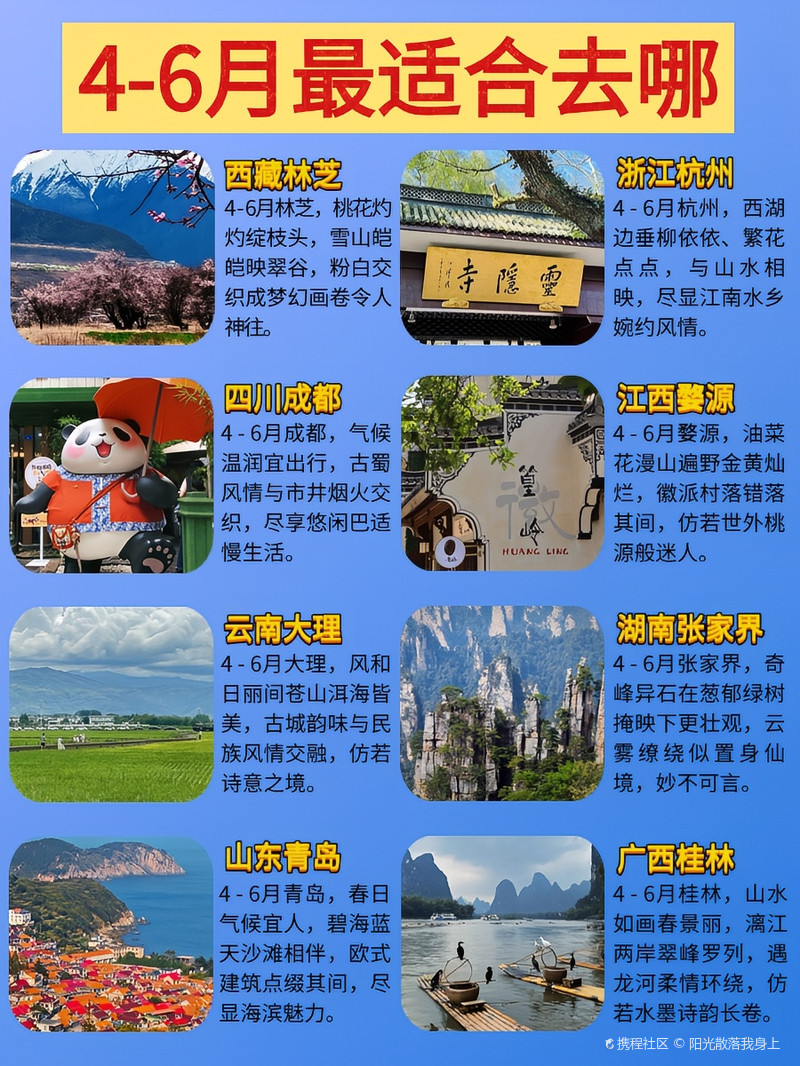 4-6月最适合去哪
西藏林芝
4-6月林芝，桃花灼
灼绽枝头，雪山皑
皑映翠谷，粉白交
织成梦幻画卷令人
神往。
浙江杭州
4-6月杭州，西湖
边垂柳依依、繁花
点点，与山水相
映，尽显江南水乡
婉约风情。
寺隱靈
四川成都
4-6月成都，气候
温润宜出行，古蜀
风情与市井烟火交
织，尽享悠闲巴适
慢生活。
江西婺源
4-6月婺源，油菜
花漫山遍野金黄灿
烂，徽派村落错落
其间，仿若世外桃
源般迷人。
徽
篁岭
HUANG LING
云南大理
4-6月大理，风和
日丽间苍山洱海皆
美，古城韵味与民
族风情交融，仿若
诗意之境。
湖南张家界
4-6月张家界，奇
峰异石在葱郁绿树
掩映下更壮观，云
雾缭绕似置身仙
境，妙不可言。
山东青岛
4-6月青岛，春日
气候宜人，碧海蓝
天沙滩相伴，欧式
建筑点缀其间，尽
显海滨魅力。
广西桂林
4-6月桂林，山水
如画春景丽，漓江
两岸翠峰罗列，遇
龙河柔情环绕，仿
若水墨诗韵长卷。
携程社区 © 阳光散落我身上